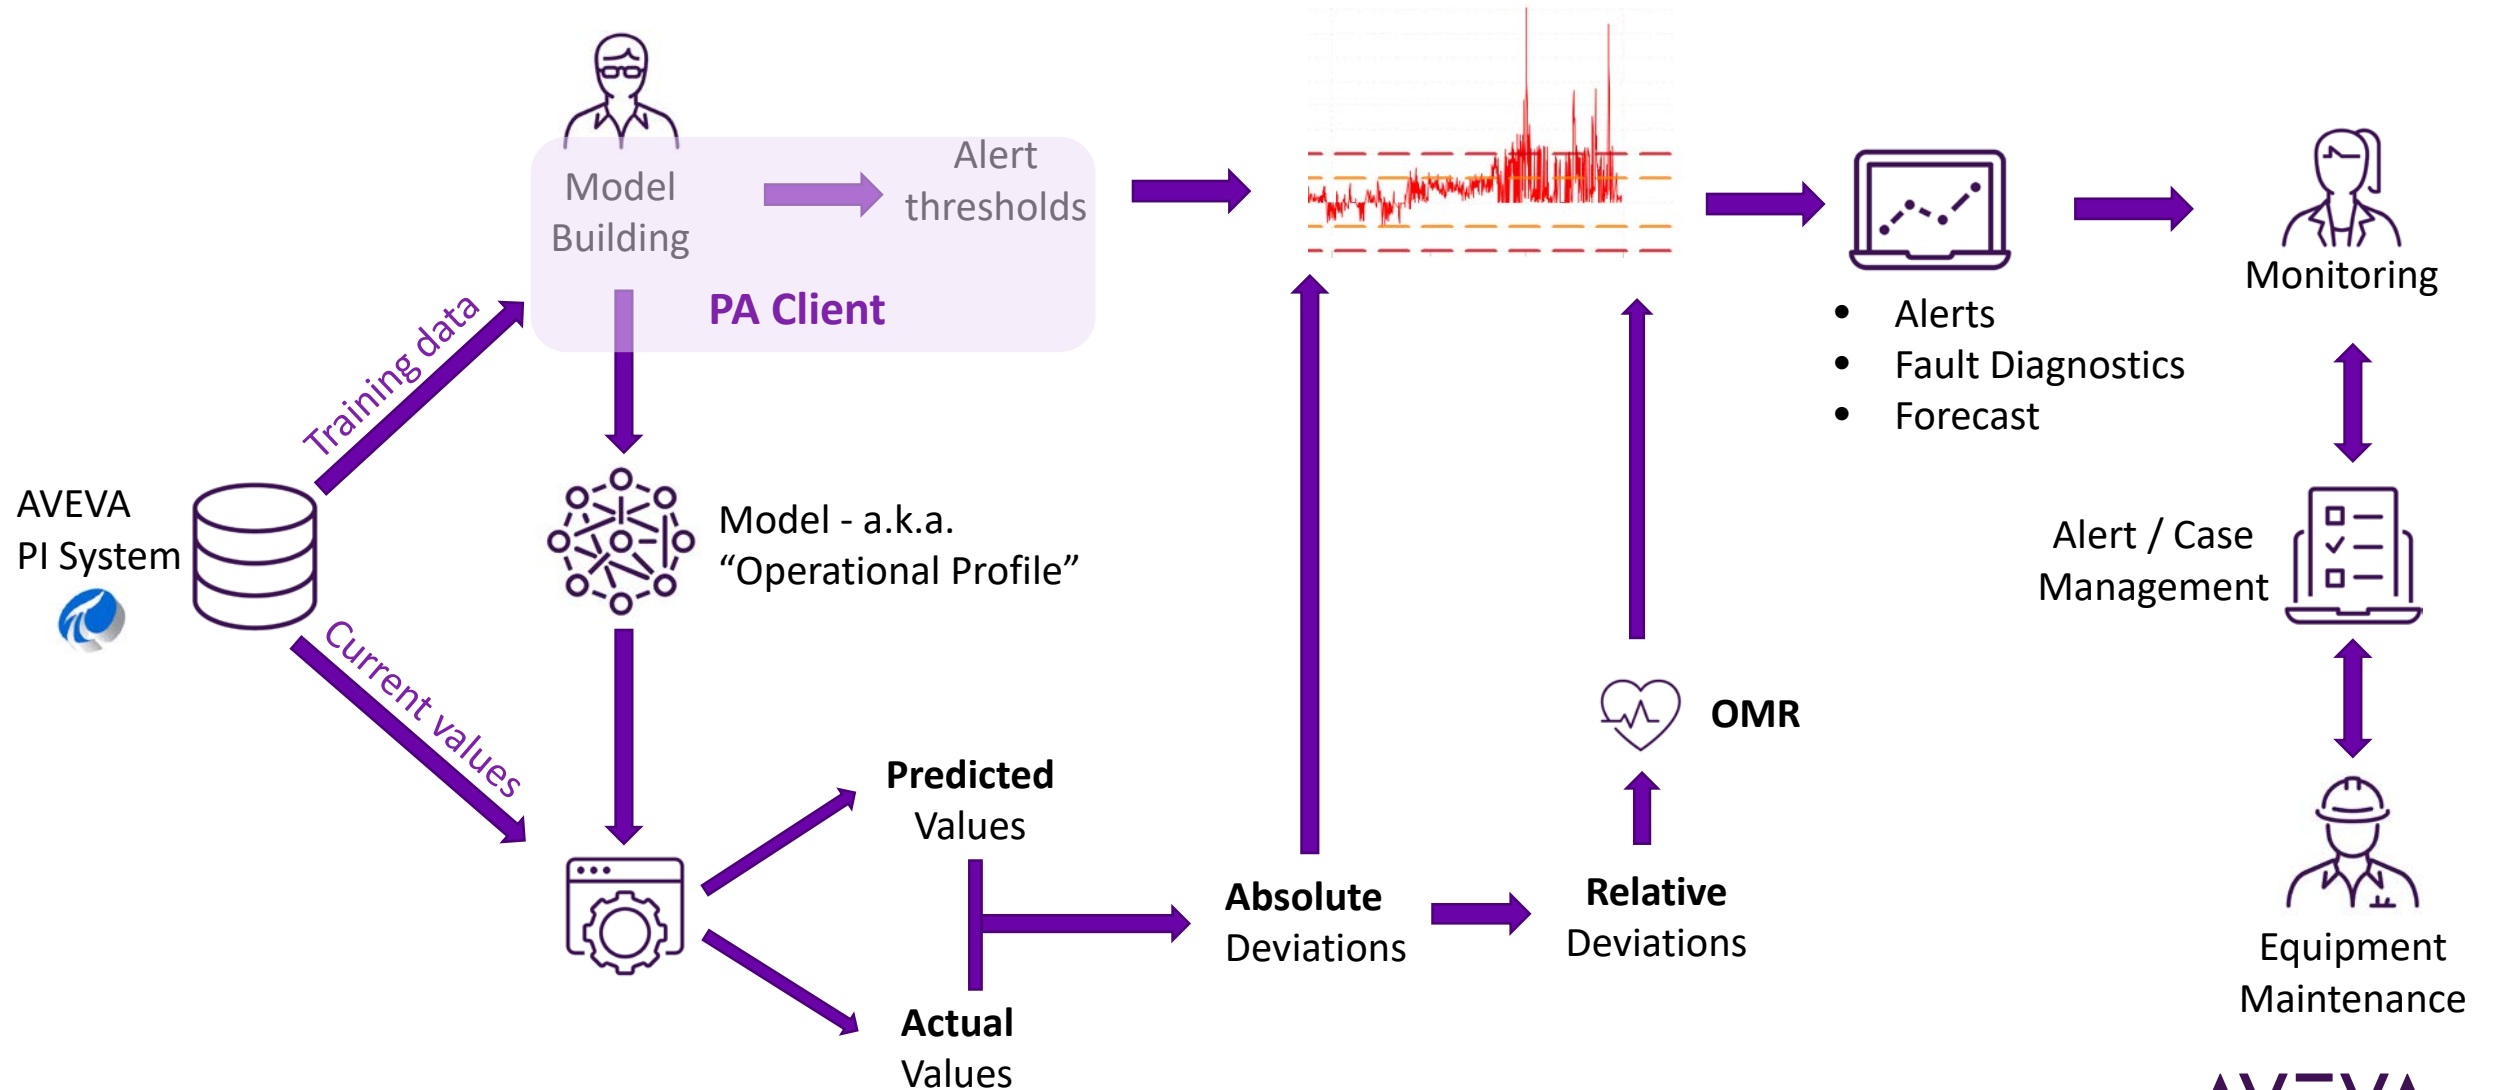 Model
Building
Alert
thresholds
PA Client
Training data
AVEVA
PI System
Current values
Model - a.k.a.
“Operational Profile”
Predicted
Values
Actual
Values
Absolute
Deviations
Relative
Deviations
OMR
• Alerts
• Fault Diagnostics
• Forecast
Monitoring
Alert / Case
Management
Equipment
Maintenance
AVEVA